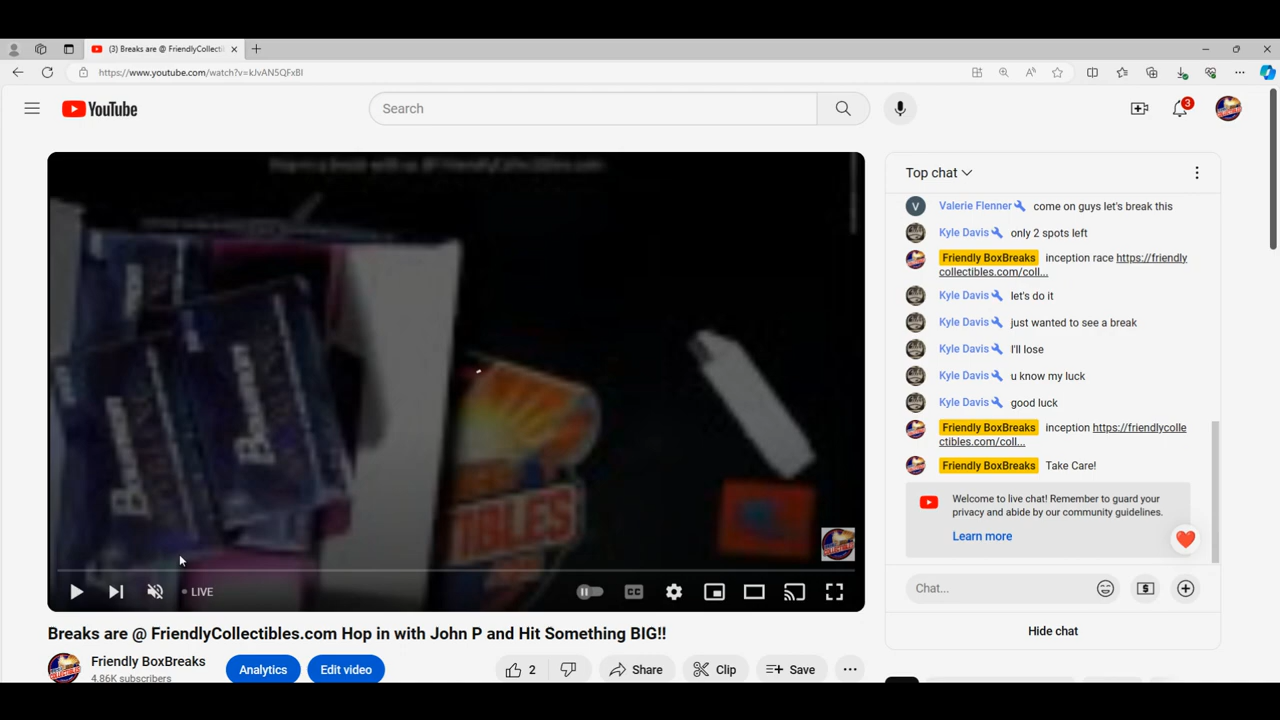 (3) Breaks are @ FriendlyCollecti
https://www.youtube.com/watch?v=kJvAN5QFxBI
YouTube
Search
3
Top chat
V Valerie Flenner come on guys let's break this
Kyle Davis only 2 spots left
Friendly BoxBreaks inception race https://friendly
collectibles.com/coll...
Kyle Davis let's do it
Kyle Davis just wanted to see a break
Kyle Davis I'll lose
Kyle Davis u know my luck
Kyle Davis good luck
Friendly BoxBreaks inception https://friendlycolle
ctibles.com/coll...
Friendly BoxBreaks Take Care!
Welcome to live chat! Remember to guard your
privacy and abide by our community guidelines.
Learn more
BOWMAN
BOWMAN
TIBLES
LIVE
CC
Chat...
$
Hide chat
Breaks are @ FriendlyCollectibles.com Hop in with John P and Hit Something BIG!!
Friendly BoxBreaks
4.86K subscribers
Analytics
Edit video
2
Share
Clip
Save